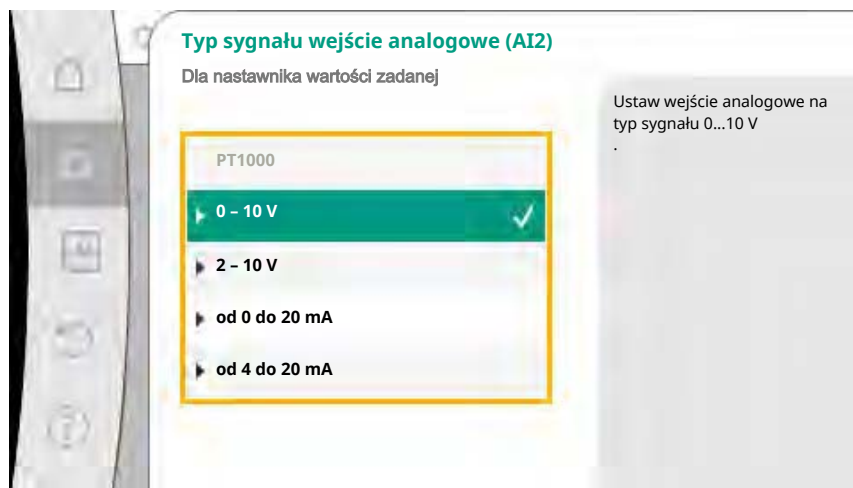 Typ sygnału wejście analogowe (AI2)
Dla nastawnika wartości zadanej
Ustaw wejście analogowe na
typ sygnału 0...10 V
.
PT1000
0 – 10 V
2 – 10 V
od 0 do 20 mA
od 4 do 20 mA